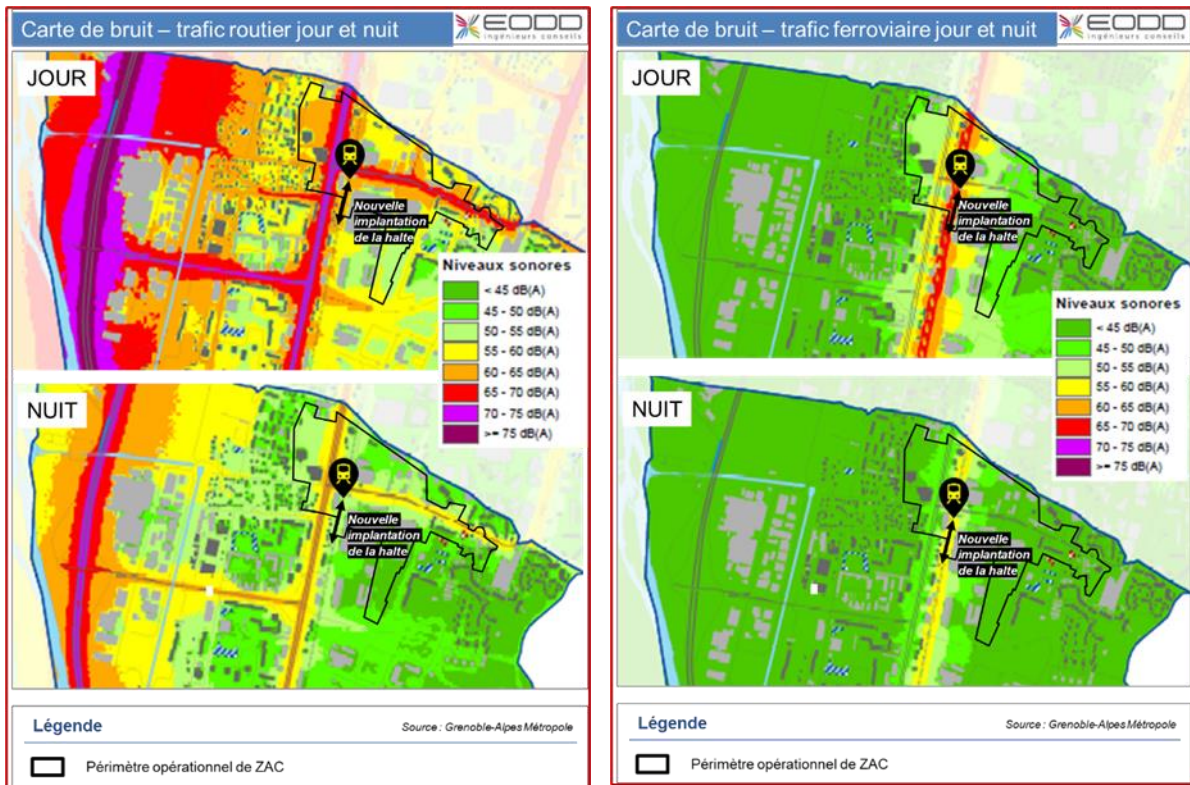 Carte de bruit – trafic routier jour et nuit
EODD
ingénieurs conseils
JOUR
Nouvelle
implantation
de la halte
Niveaux sonores
< 45 dB(A)
45 - 50 dB(A)
50 - 55 dB(A)
55 - 60 dB(A)
60 - 65 dB(A)
65 - 70 dB(A)
70 - 75 dB(A)
>= 75 dB(A)
NUIT
Nouvelle
implantation
de la halte
Légende
Source : Grenoble-Alpes Métropole
Périmètre opérationnel de ZAC
Carte de bruit – trafic ferroviaire jour et nuit
EODD
ingénieurs conseils
JOUR
Nouvelle
implantation
de la halte
Niveaux sonores
< 45 dB(A)
45 - 50 dB(A)
50 - 55 dB(A)
55 - 60 dB(A)
60 - 65 dB(A)
65 - 70 dB(A)
70 - 75 dB(A)
>= 75 dB(A)
NUIT
Nouvelle
implantation
de la halte
Légende
Source : Grenoble-Alpes Métropole
Périmètre opérationnel de ZAC